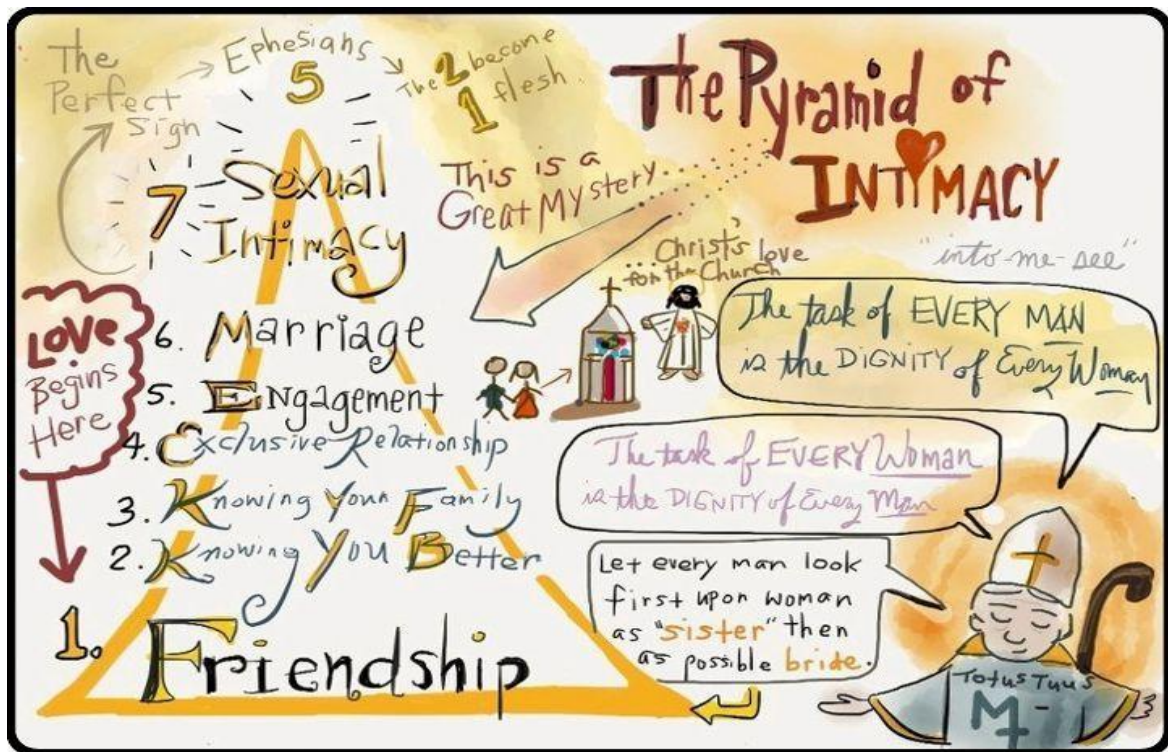 The Pyramid of
INTIMACY
"into-me-see"
The
Perfect
Sign
Ephesians
5
The 2 become
1 flesh.
This is a
Great Mystery...
...Christ's love
for the Church
7 Sexual
Intimacy
6. Marriage
5. Engagement
4. Exclusive Relationship
3. Knowing Your Family
2. Knowing You Better
1. Friendship
LOVE
Begins
Here
The task of EVERY MAN
is the DIGNITY of Every Woman
The task of EVERY Woman
is the DIGNITY of Every Man
Let every man look
first upon woman
as "sister" then
as possible bride.
Totus Tuus
M